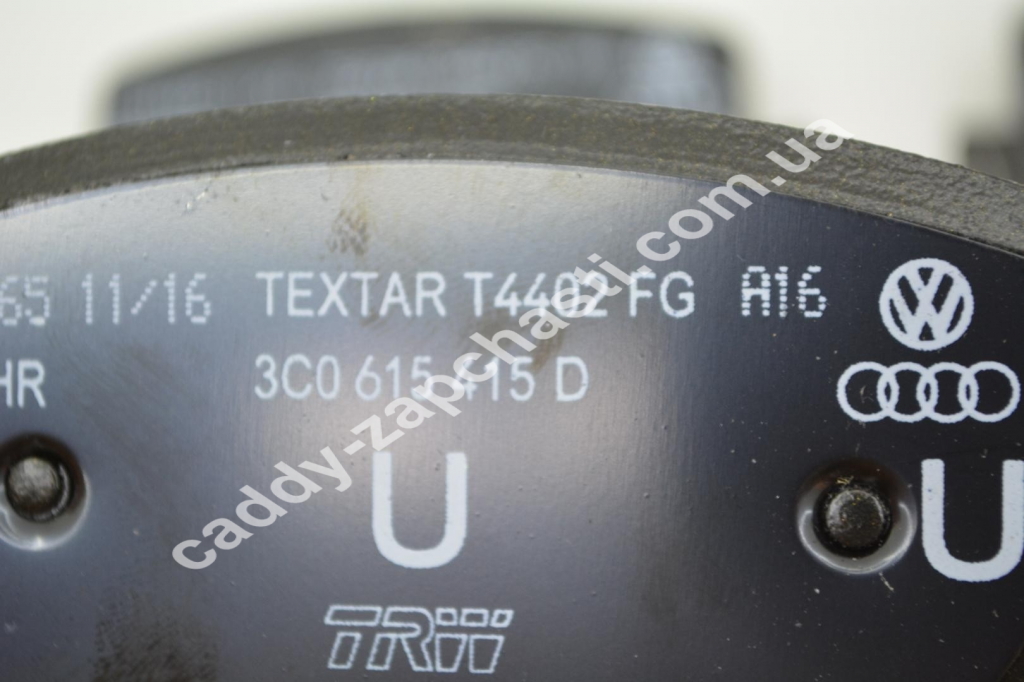 65 11/16 TEXTAR T4402 FG A16
HR 3C0 615 415 D
U U
TRW
caddy-zapchasti.com.ua